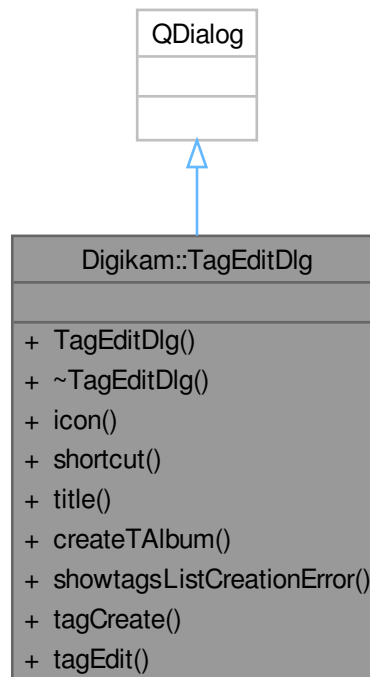 QDialog
Digikam::TagEditDlg
+ TagEditDlg()
+ ~TagEditDlg()
+ icon()
+ shortcut()
+ title()
+ createTAlbum()
+ showtagsListCreationError()
+ tagCreate()
+ tagEdit()